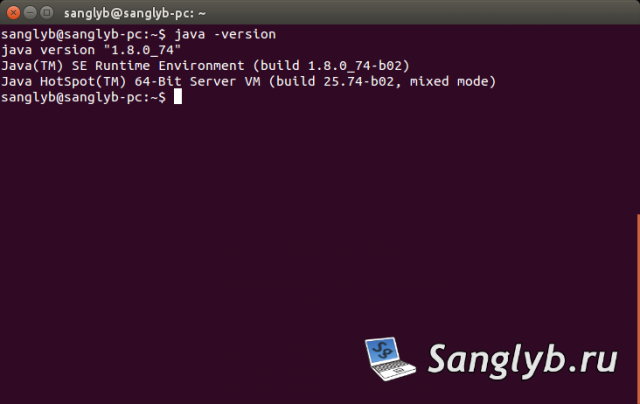 sanglyb@sanglyb-pc: ~
sanglyb@sanglyb-pc:~$ java -version
java version "1.8.0_74"
Java(TM) SE Runtime Environment (build 1.8.0_74-b02)
Java HotSpot(TM) 64-Bit Server VM (build 25.74-b02, mixed mode)
sanglyb@sanglyb-pc:~$
SP
Sanglyb.ru